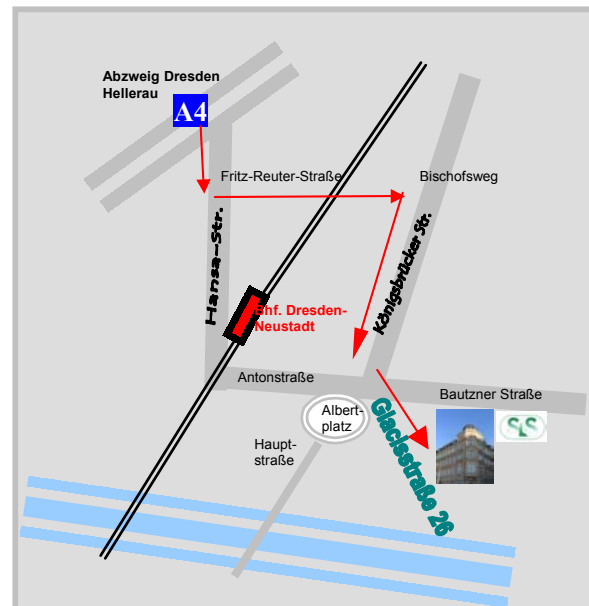 Abzweig Dresden
Hellerau
A4
Fritz-Reuter-Straße
Bischofsweg
Hansa-Str.
Königsbrücker Str.
Bhf. Dresden-
Neustadt
Antonstraße
Bautzner Straße
Albert-
platz
SLS
Haupt-
straße
Glacisstraße 26